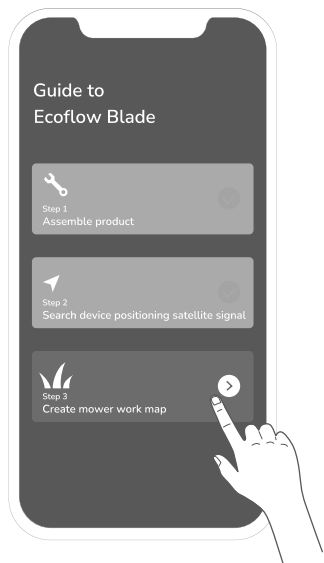 Guide to
Ecoflow Blade
Step 1
Assemble product
Step 2
Search device positioning satellite signal
Step 3
Create mower work map